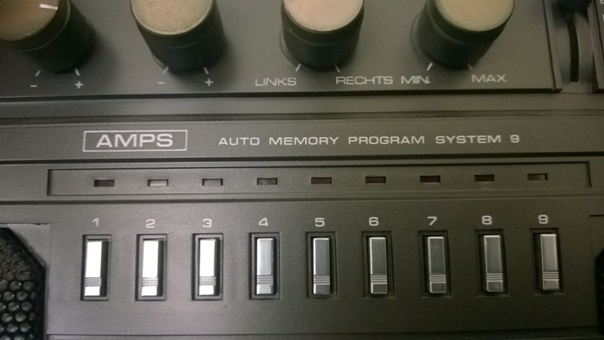 - + - + LINKS RECHTS MIN. MAX
AMPS AUTO MEMORY PROGRAM SYSTEM 9
1 2 3 4 5 6 7 8 9